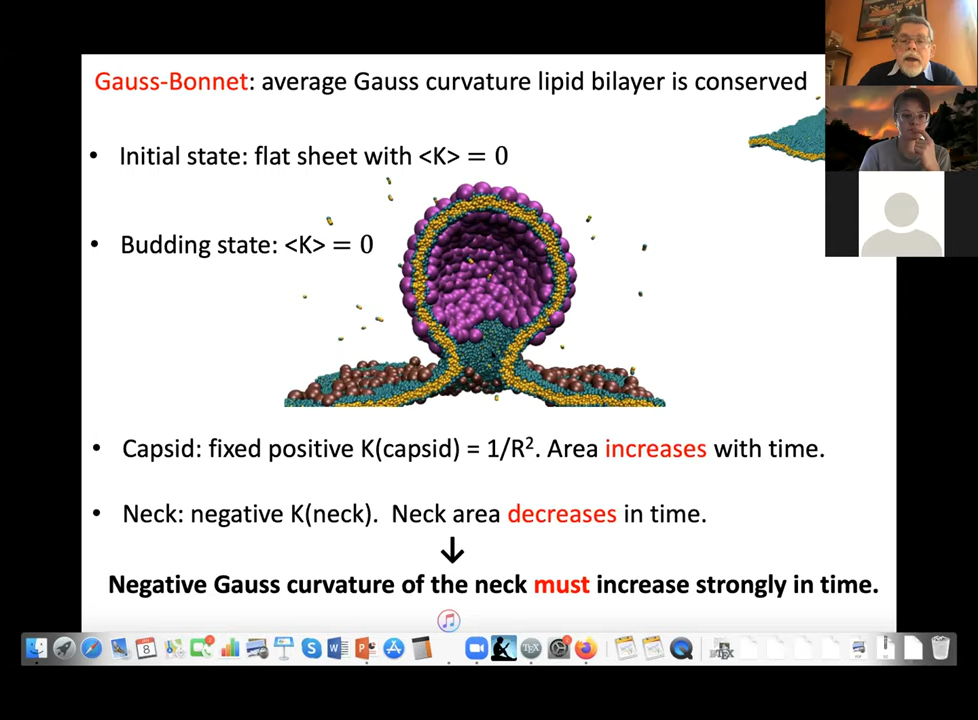 Gauss-Bonnet: average Gauss curvature lipid bilayer is conserved
• Initial state: flat sheet with <K> = 0
• Budding state: <K> = 0
• Capsid: fixed positive K(capsid) = 1/R². Area increases with time.
• Neck: negative K(neck). Neck area decreases in time.
↓
Negative Gauss curvature of the neck must increase strongly in time.